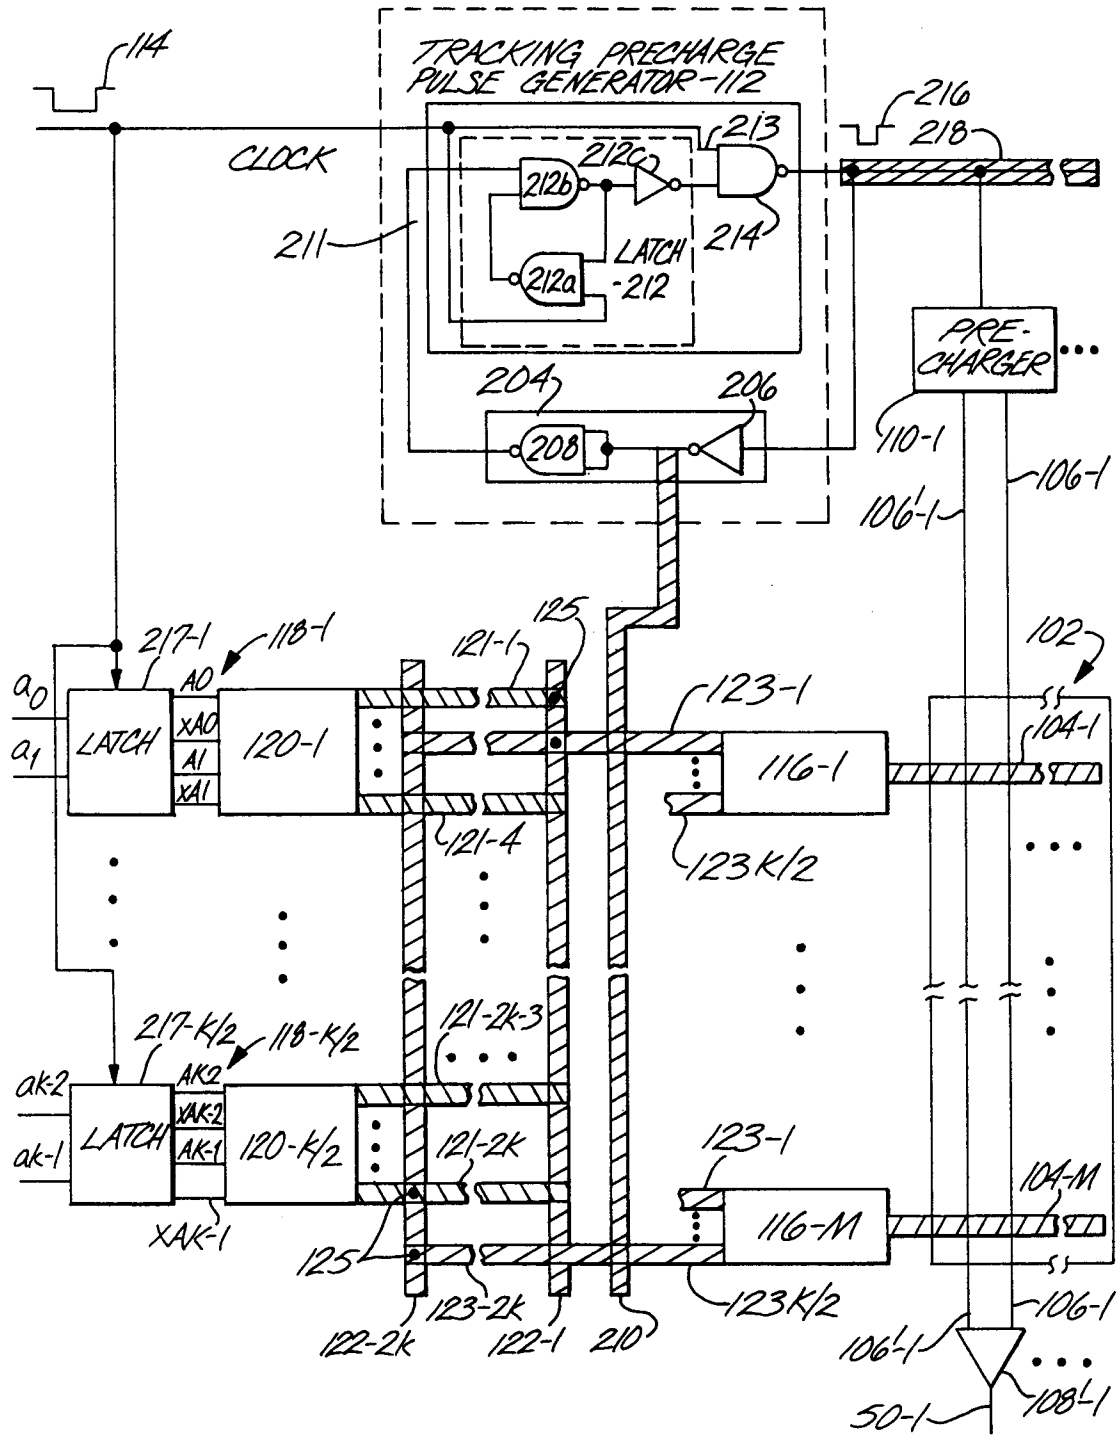 114
TRACKING PRECHARGE
PULSE GENERATOR-112
216
213
218
CLOCK
212c
212b
211
214
LATCH
-212
212a
PRE-
CHARGER
204
206
208
110-1
106-1
106'-1
125
217-1
118-1
121-1
102
a0
A0
123-1
LATCH
xA0
120-1
116-1
104-1
a1
A1
xA1
121-4
123K/2
121-2k-3
217-K/2
118-K/2
ak-2
AK2
xAK-2
LATCH
120-K/2
121-2k
123-1
104-M
ak-1
AK-1
116-M
xAK-1
125
123-2k
123K/2
106-1
122-2k
122-1
210
106'-1
108'-1
50-1